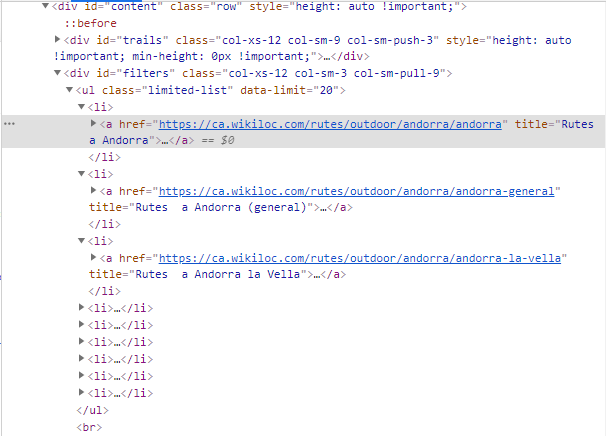 <div id="content" class="row" style="height: auto !important;">
::before
<div id="trails" class="col-xs-12 col-sm-9 col-sm-push-3" style="height: auto
!important; min-height: 0px !important;">…</div>
<div id="filters" class="col-xs-12 col-sm-3 col-sm-pull-9">
<ul class="limited-list" data-limit="20">
<li>
<a href="https://ca.wikiloc.com/rutes/outdoor/andorra/andorra" title="Rutes
a Andorra">…</a> == $0
</li>
<li>
<a href="https://ca.wikiloc.com/rutes/outdoor/andorra/andorra-general"
title="Rutes  a Andorra (general)">…</a>
</li>
<li>
<a href="https://ca.wikiloc.com/rutes/outdoor/andorra/andorra-la-vella"
title="Rutes  a Andorra la Vella">…</a>
</li>
<li>…</li>
<li>…</li>
<li>…</li>
<li>…</li>
<li>…</li>
<li>…</li>
</ul>
<br>